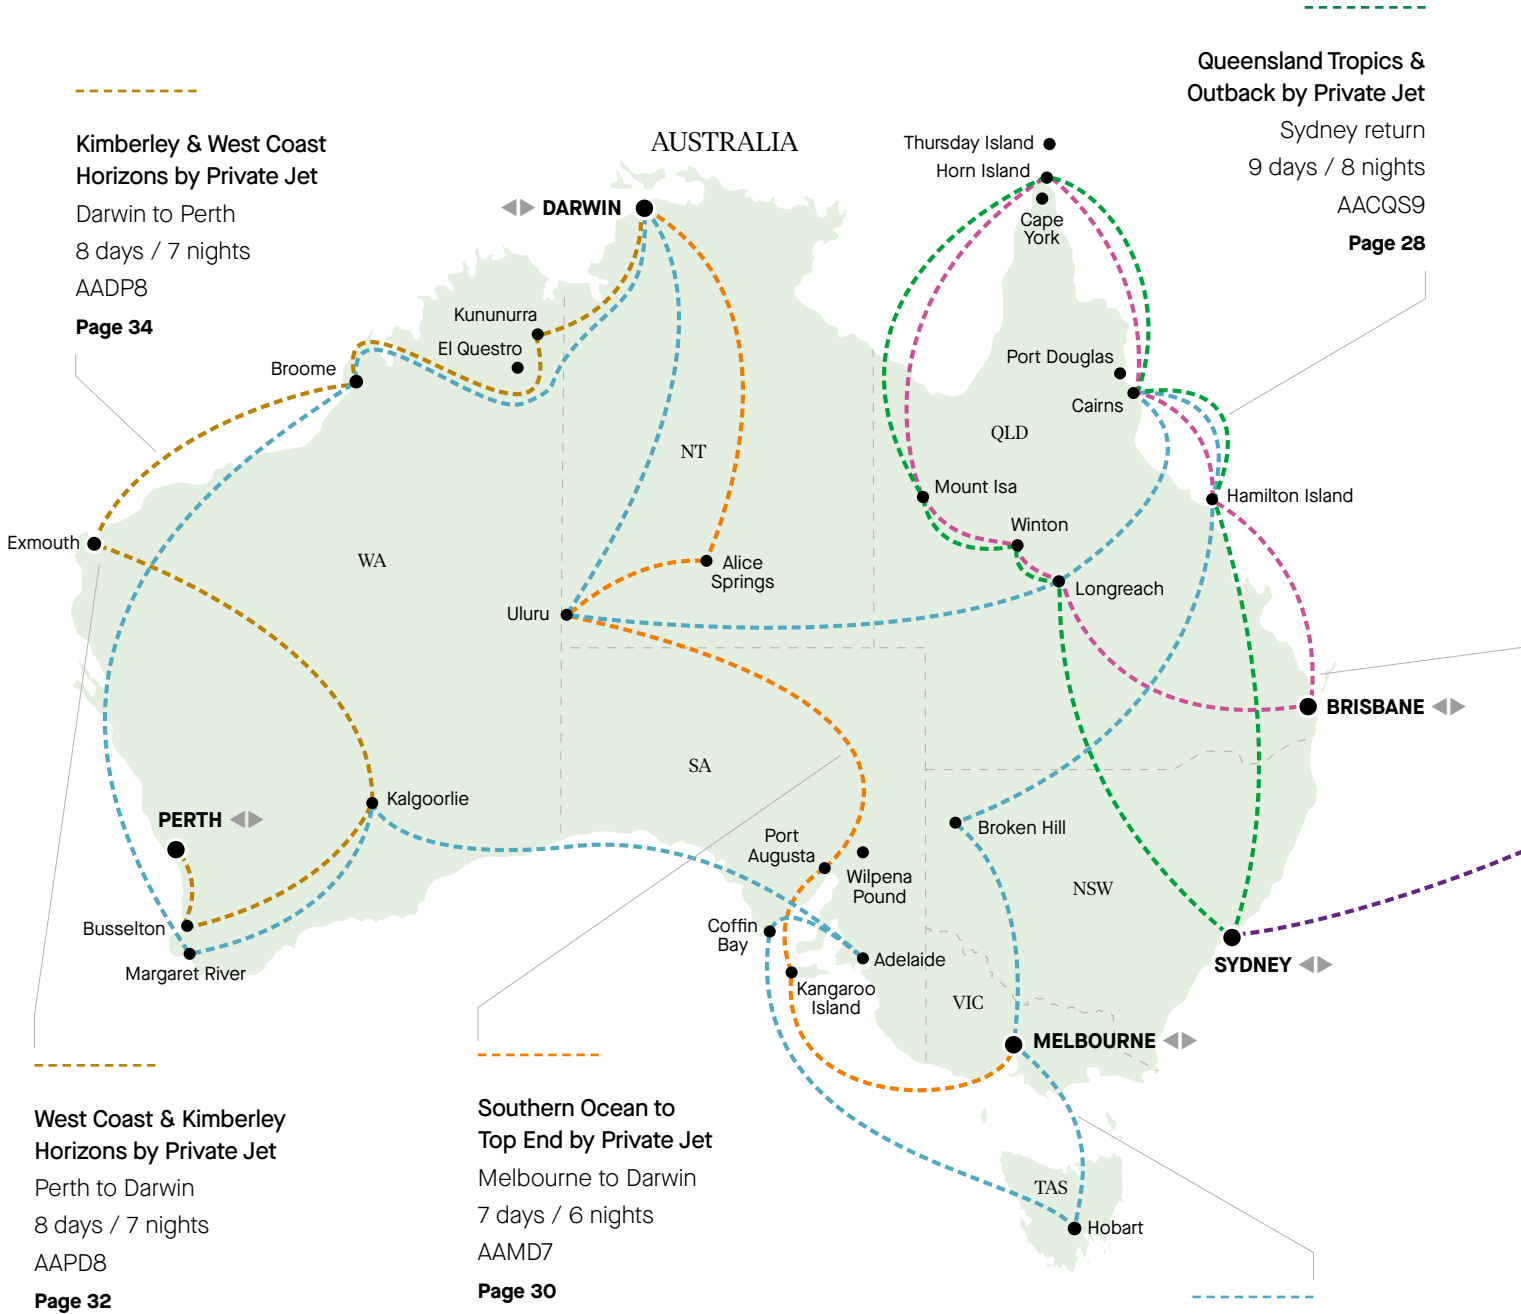 Queensland Tropics &
Outback by Private Jet
Sydney return
9 days / 8 nights
AACQS9
Page 28
Kimberley & West Coast
Horizons by Private Jet
Darwin to Perth
8 days / 7 nights
AADP8
Page 34
AUSTRALIA
Thursday Island
Horn Island
Cape
York
DARWIN
Kununurra
El Questro
Broome
Port Douglas
Cairns
QLD
NT
Mount Isa
Hamilton Island
Winton
Exmouth
WA
Alice
Springs
Longreach
Uluru
BRISBANE
SA
Kalgoorlie
PERTH
Port
Augusta
Broken Hill
Wilpena
Pound
NSW
Busselton
Coffin
Bay
Adelaide
SYDNEY
Margaret River
Kangaroo
Island
VIC
MELBOURNE
TAS
Hobart
West Coast & Kimberley
Horizons by Private Jet
Perth to Darwin
8 days / 7 nights
AAPD8
Page 32
Southern Ocean to
Top End by Private Jet
Melbourne to Darwin
7 days / 6 nights
AAMD7
Page 30